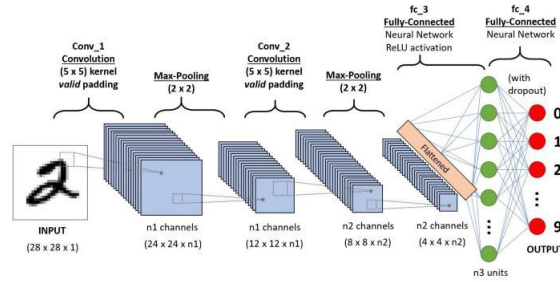 fc_3
Fully-Connected
Neural Network
ReLU activation
fc_4
Fully-Connected
Neural Network
Conv_1
Convolution
(5 x 5) kernel
valid padding
Max-Pooling
(2 x 2)
Conv_2
Convolution
(5 x 5) kernel
valid padding
Max-Pooling
(2 x 2)
(with
dropout)
Flattened
0
1
2
9
INPUT
(28 x 28 x 1)
n1 channels
(24 x 24 x n1)
n1 channels
(12 x 12 x n1)
n2 channels
(8 x 8 x n2)
n2 channels
(4 x 4 x n2)
n3 units
OUTPUT